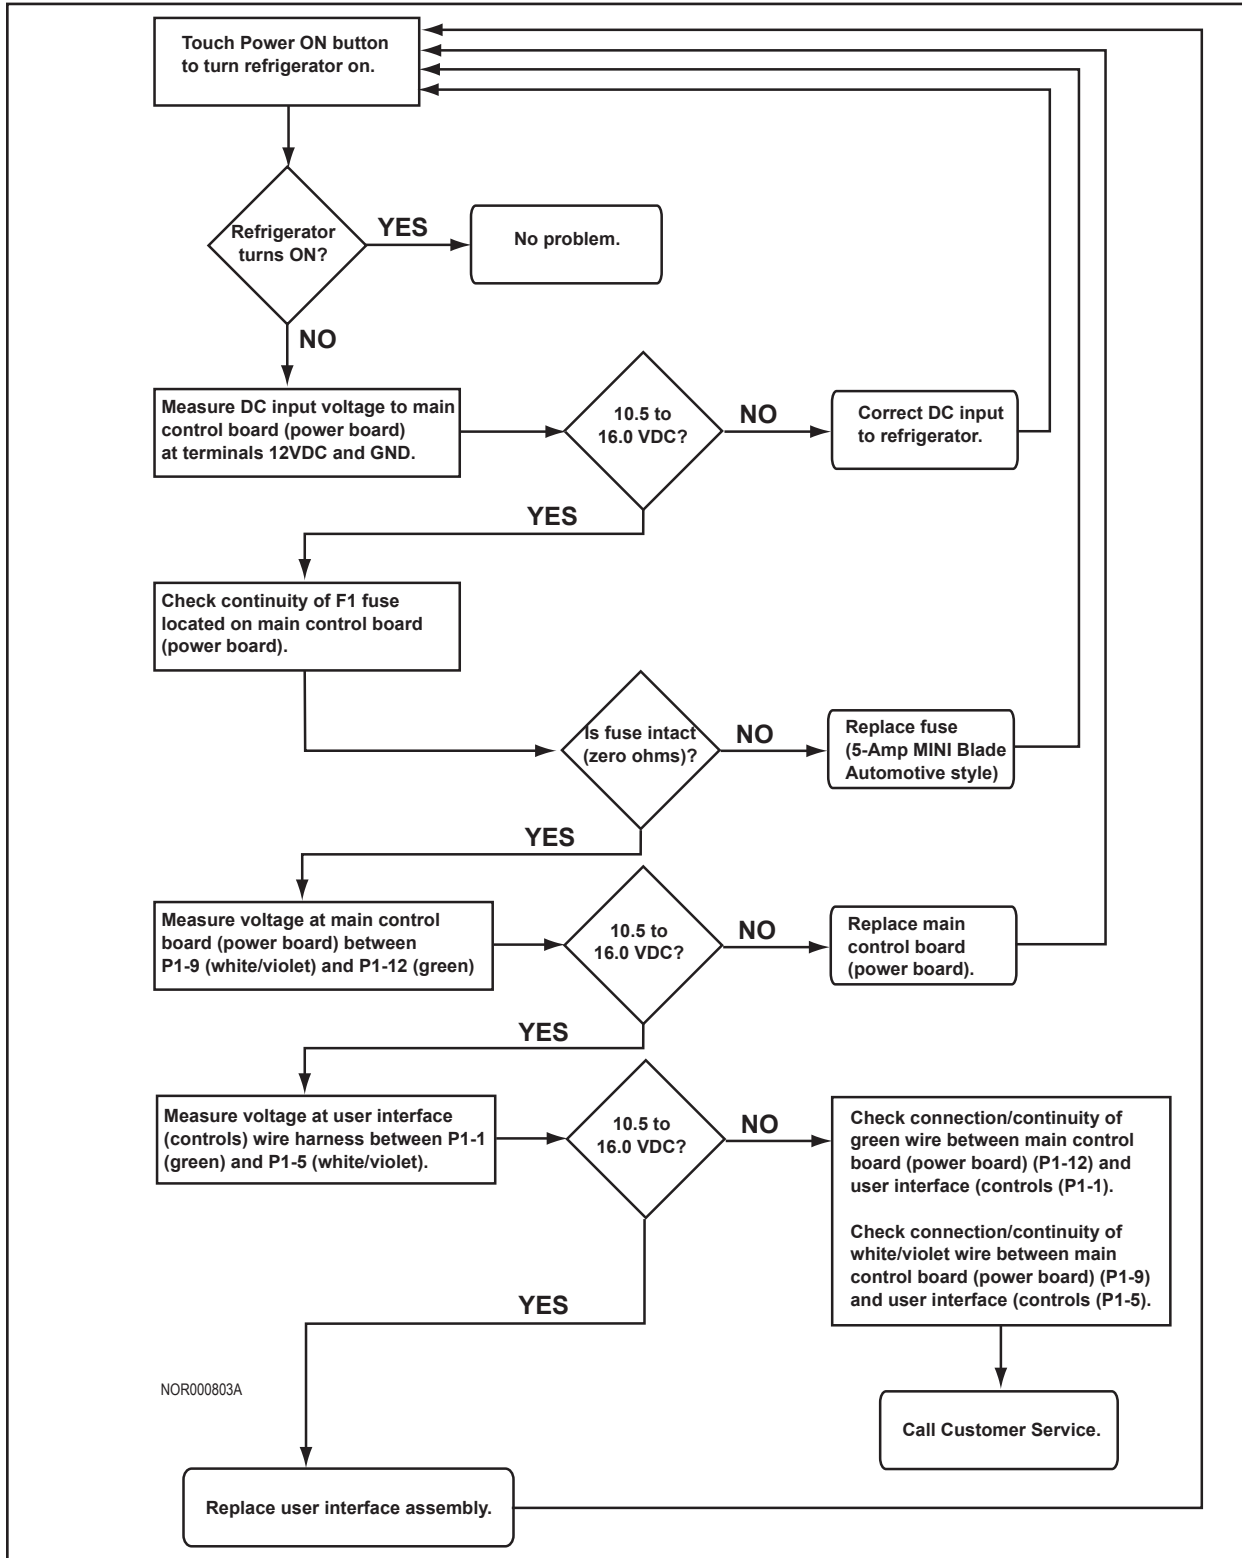 Touch Power ON button
to turn refrigerator on.
Refrigerator
turns ON?
YES
No problem.
NO
Measure DC input voltage to main
control board (power board)
at terminals 12VDC and GND.
10.5 to
16.0 VDC?
NO
Correct DC input
to refrigerator.
YES
Check continuity of F1 fuse
located on main control board
(power board).
Is fuse intact
(zero ohms)?
NO
Replace fuse
(5-Amp MINI Blade
Automotive style)
YES
Measure voltage at main control
board (power board) between
P1-9 (white/violet) and P1-12 (green)
10.5 to
16.0 VDC?
NO
Replace main
control board
(power board).
YES
Measure voltage at user interface
(controls) wire harness between P1-1
(green) and P1-5 (white/violet).
10.5 to
16.0 VDC?
NO
Check connection/continuity of
green wire between main control
board (power board) (P1-12) and
user interface (controls (P1-1).
Check connection/continuity of
white/violet wire between main
control board (power board) (P1-9)
and user interface (controls (P1-5).
YES
NOR000803A
Call Customer Service.
Replace user interface assembly.